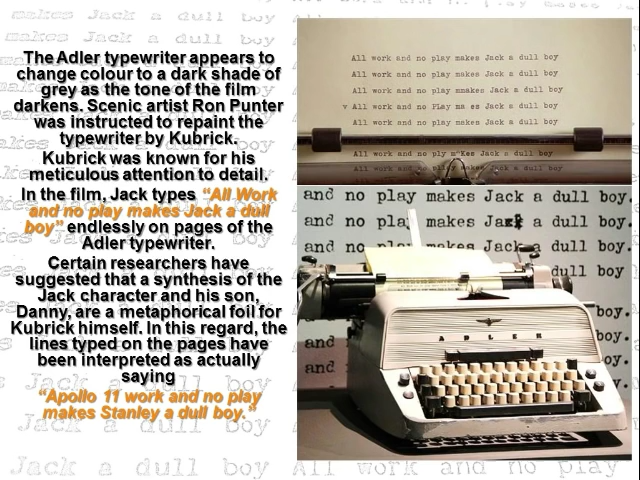 The Adler typewriter appears to
change colour to a dark shade of
grey as the tone of the film
darkens. Scenic artist Ron Punter
was instructed to repaint the
typewriter by Kubrick.
Kubrick was known for his
meticulous attention to detail.
In the film, Jack types “All Work
and no play makes Jack a dull
boy” endlessly on pages of the
Adler typewriter.
Certain researchers have
suggested that a synthesis of the
Jack character and his son,
Danny, are a metaphorical foil for
Kubrick himself. In this regard, the
lines typed on the pages have
been interpreted as actually
saying
“Apollo 11 work and no play
makes Stanley a dull boy.”
All work and no play makes Jack a dull boy
All work and no play makes Jack a dull boy
All work and no play makes Jack a dull boy
v All work and no PLay ma es Jack a dull boy
All work and no play makes Jack a dull boy
All work and no ply m"Kes Jack a dull boy
All work and no play makes Jack a dull boy
and no play makes Jack a dull boy.
and no play makes Jack a dull boy.
and no makes Jack a dull boy.
dull boy
boy.
ADLER
Jack a dull boy All work and no play